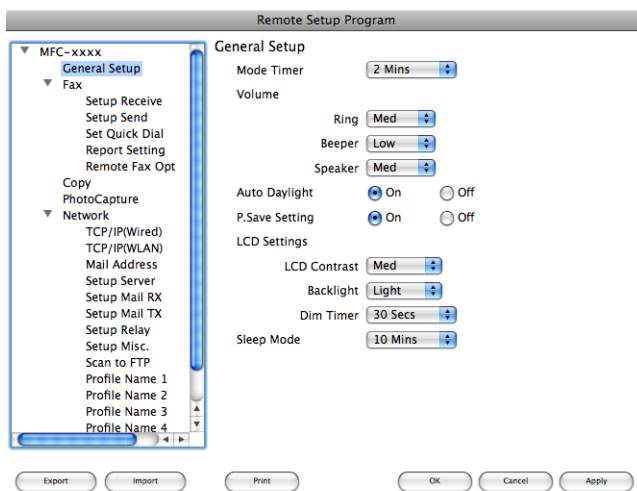 Remote Setup Program
MFC-xxxx
General Setup
Fax
Setup Receive
Setup Send
Set Quick Dial
Report Setting
Remote Fax Opt
Copy
PhotoCapture
Network
TCP/IP(Wired)
TCP/IP(WLAN)
Mail Address
Setup Server
Setup Mail RX
Setup Mail TX
Setup Relay
Setup Misc.
Scan to FTP
Profile Name 1
Profile Name 2
Profile Name 3
Profile Name 4
General Setup
Mode Timer 2 Mins
Volume
Ring Med
Beeper Low
Speaker Med
Auto Daylight On Off
P.Save Setting On Off
LCD Settings
LCD Contrast Med
Backlight Light
Dim Timer 30 Secs
Sleep Mode 10 Mins
Export Import Print OK Cancel Apply